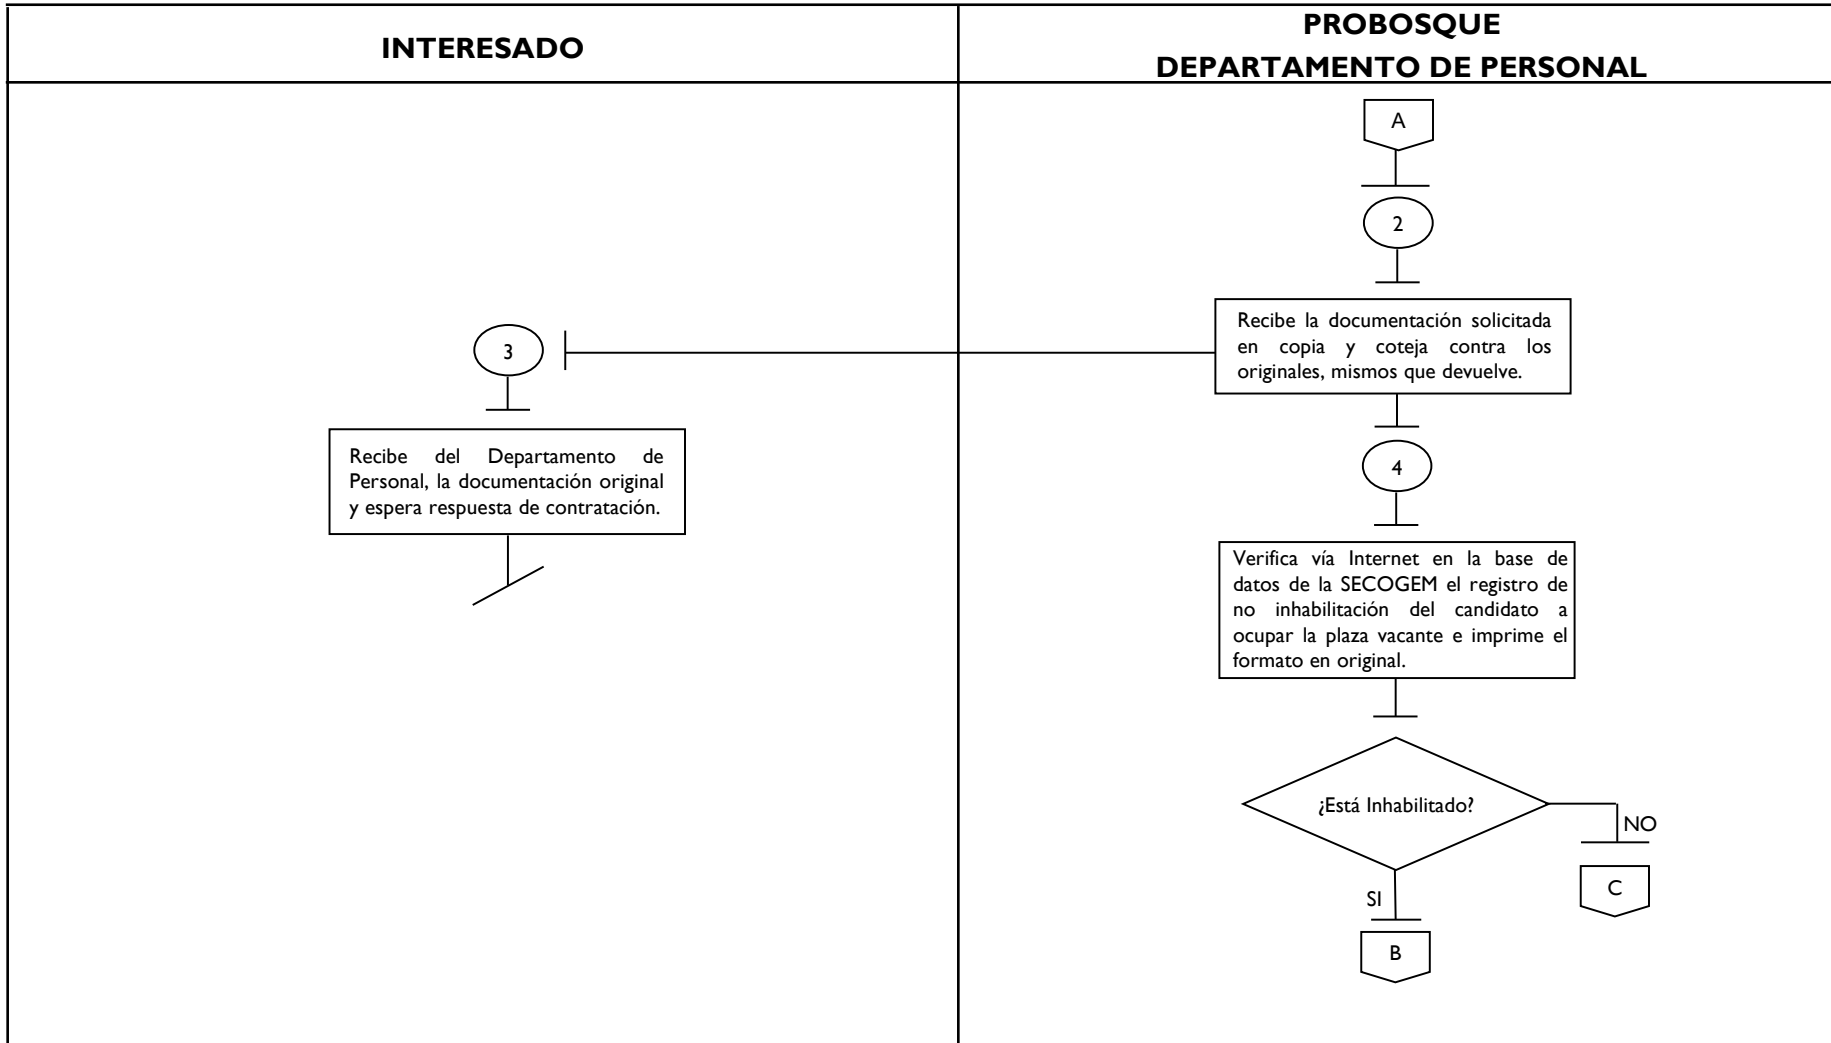 INTERESADO
PROBOSQUE
DEPARTAMENTO DE PERSONAL
A
2
Recibe la documentación solicitada
en copia y coteja contra los
originales, mismos que devuelve.
3
Recibe del Departamento de
Personal, la documentación original
y espera respuesta de contratación.
4
Verifica vía Internet en la base de
datos de la SECOGEM el registro de
no inhabilitación del candidato a
ocupar la plaza vacante e imprime el
formato en original.
¿Está Inhabilitado?
NO
C
SI
B